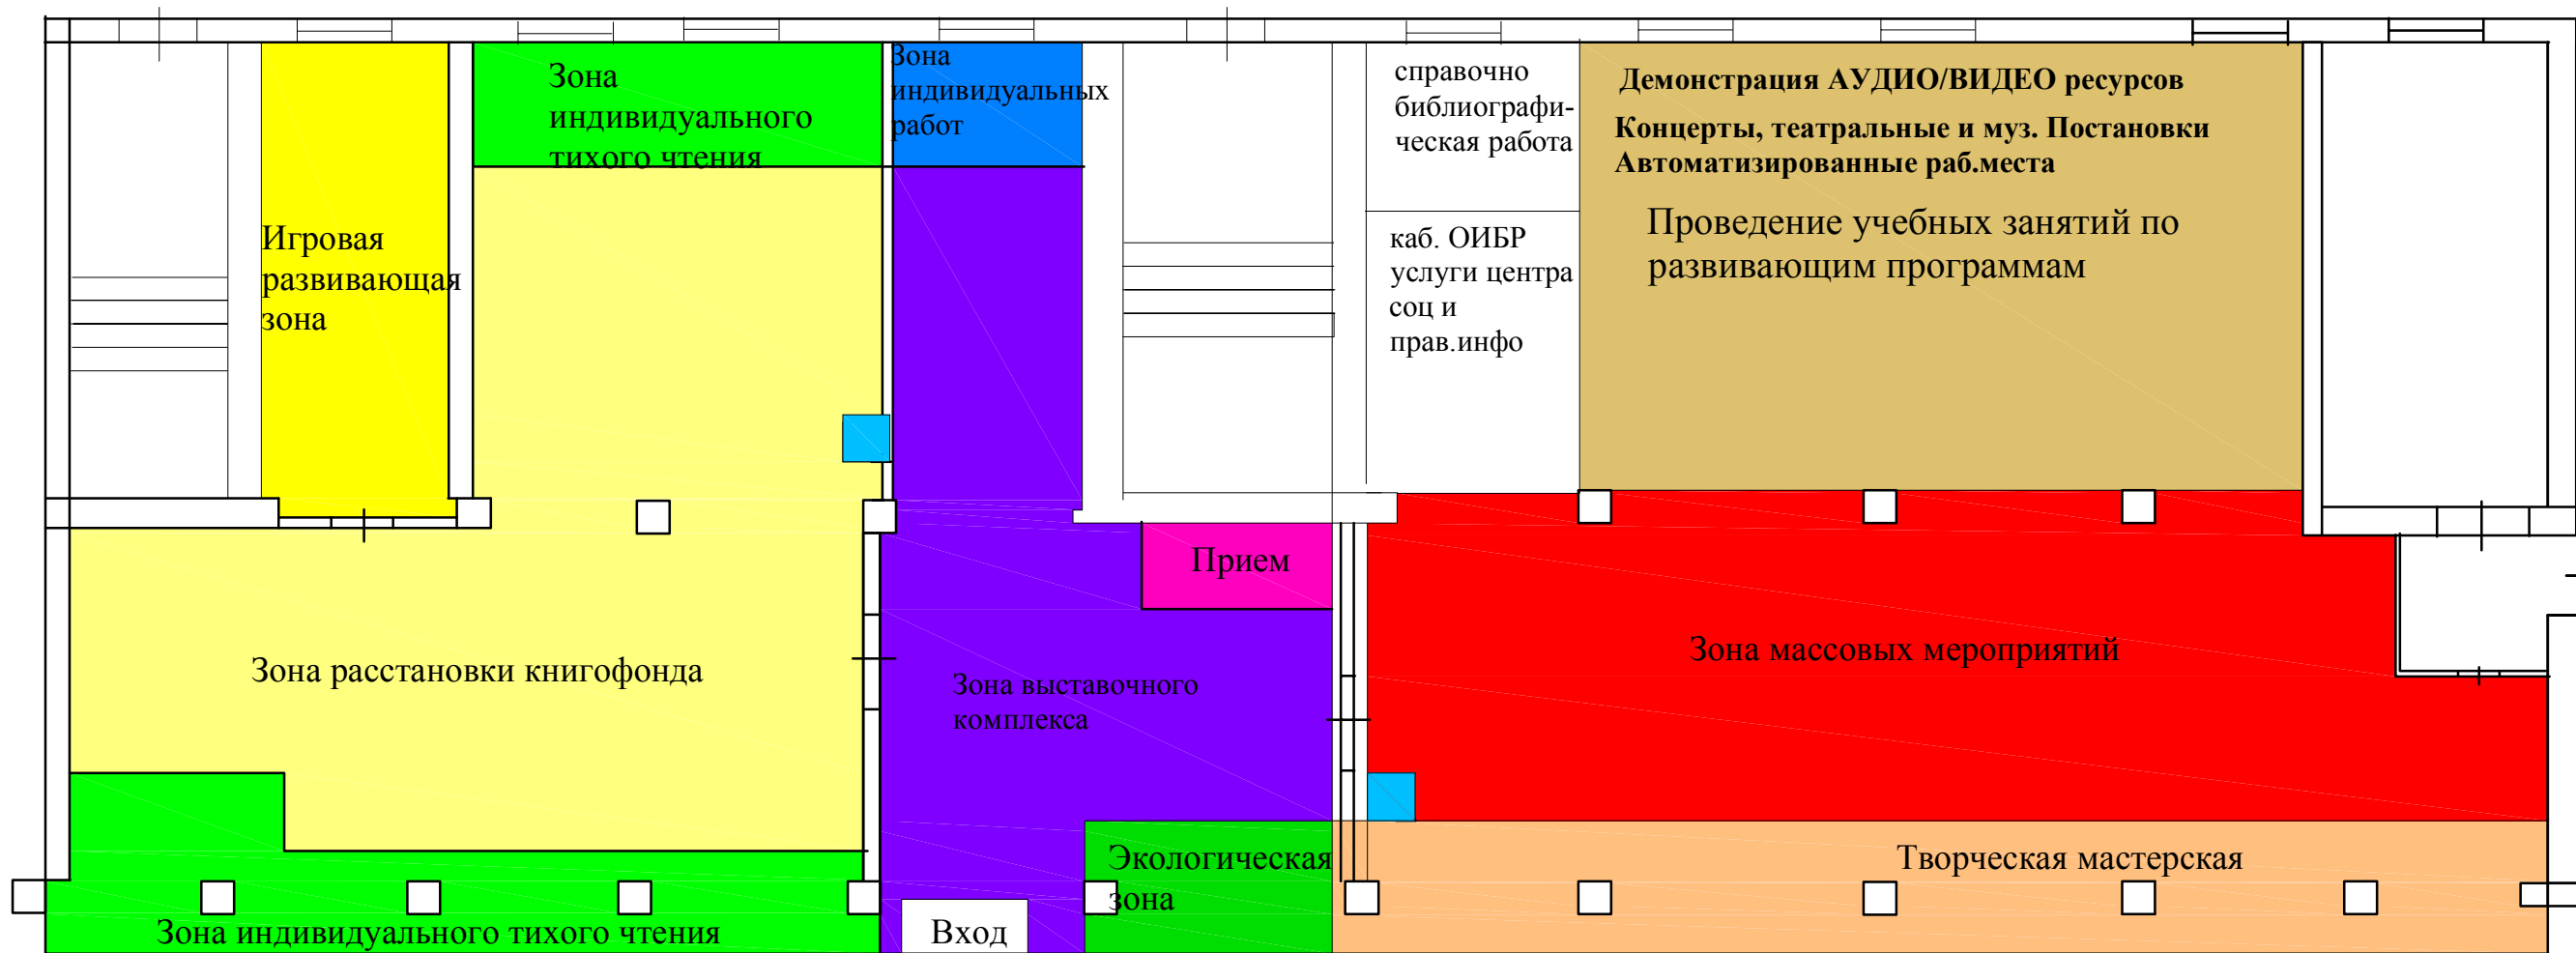 Зона
индивидуального
тихого чтения
Зона
индивидуальных
работ
справочно
библиографи-
ческая работа
Демонстрация АУДИО/ВИДЕО ресурсов
Концерты, театральные и муз. Постановки
Автоматизированные раб.места
Проведение учебных занятий по
развивающим программам
Игровая
развивающая
зона
каб. ОИБР
услуги центра
соц и
прав.инфо
Прием
Зона расстановки книгофонда
Зона выставочного
комплекса
Зона массовых мероприятий
Экологическая
зона
Творческая мастерская
Зона индивидуального тихого чтения
Вход